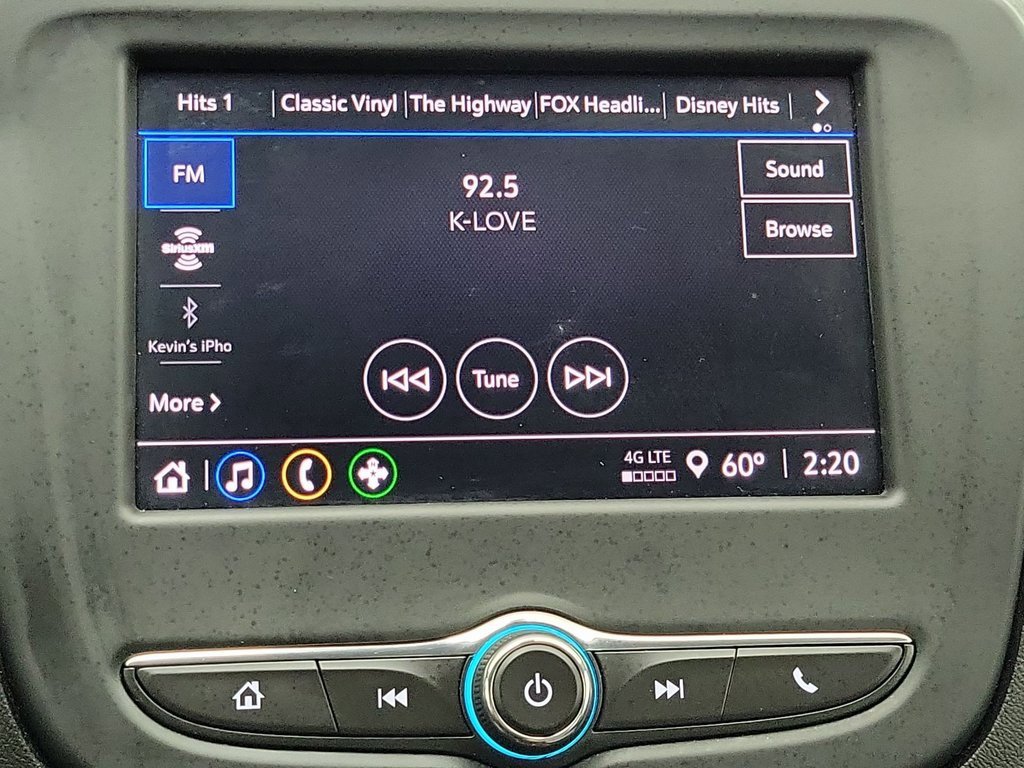 Hits 1 Classic Vinyl The Highway FOX Headli... Disney Hits
FM
92.5
K-LOVE
Sound
Browse
SiriusXM
Kevin's iPho
More
Tune
4G LTE
60°
2:20